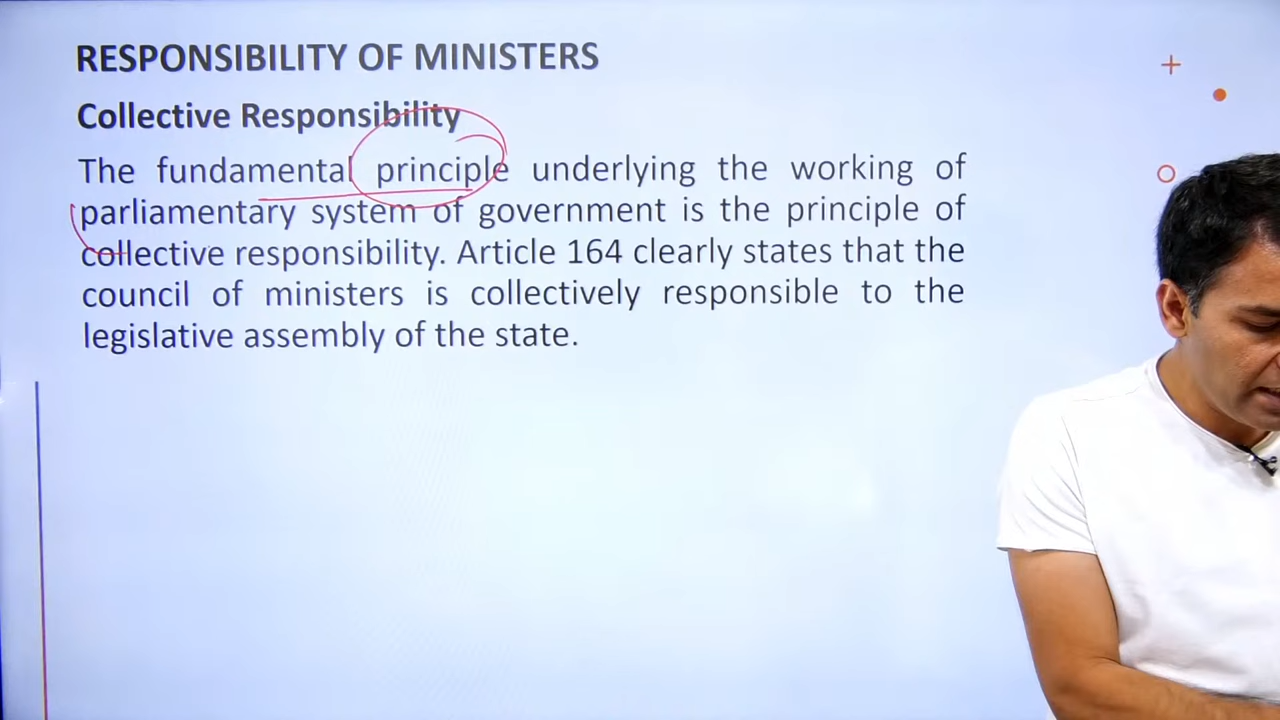 RESPONSIBILITY OF MINISTERS
Collective Responsibility
The fundamental principle underlying the working of
parliamentary system of government is the principle of
collective responsibility. Article 164 clearly states that the
council of ministers is collectively responsible to the
legislative assembly of the state.